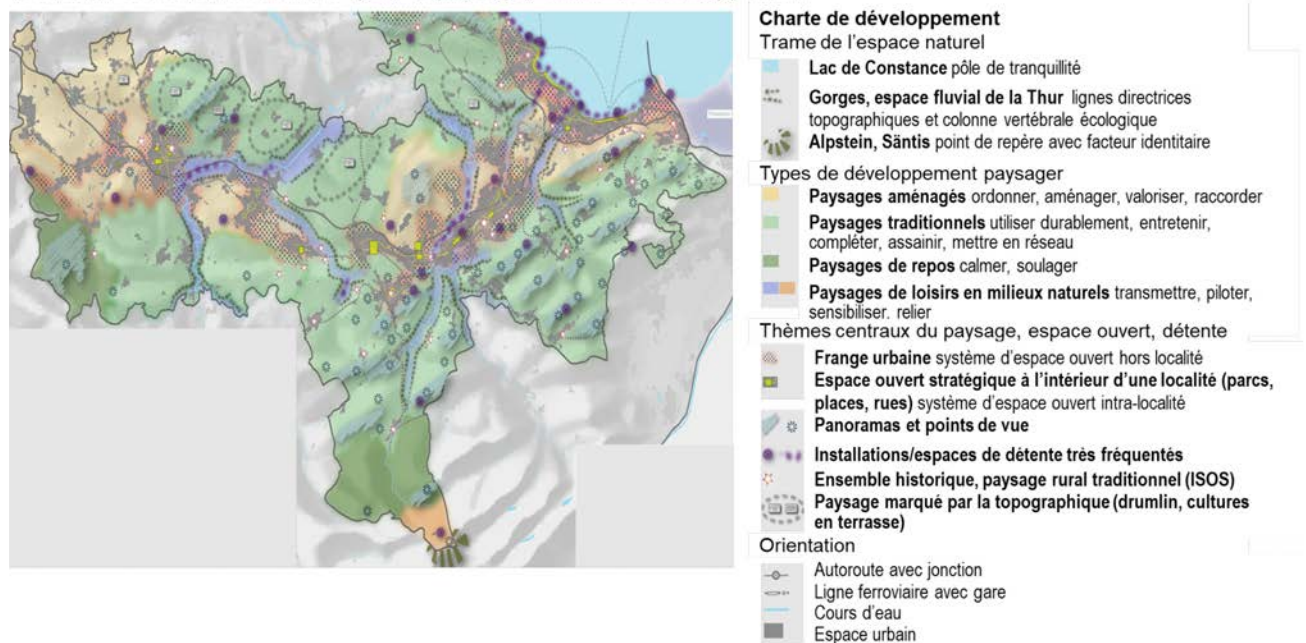 Charte de développement
Trame de l'espace naturel
Lac de Constance pôle de tranquillité
Gorges, espace fluvial de la Thur lignes directrices
topographiques et colonne vertébrale écologique
Alpstein, Säntis point de repère avec facteur identitaire
Types de développement paysager
Paysages aménagés ordonner, aménager, valoriser, raccorder
Paysages traditionnels utiliser durablement, entretenir,
compléter, assainir, mettre en réseau
Paysages de repos calmer, soulager
Paysages de loisirs en milieux naturels transmettre, piloter,
sensibiliser, relier
Thèmes centraux du paysage, espace ouvert, détente
Frange urbaine système d'espace ouvert hors localité
Espace ouvert stratégique à l'intérieur d'une localité (parcs,
places, rues) système d'espace ouvert intra-localité
Panoramas et points de vue
Installations/espaces de détente très fréquentés
Ensemble historique, paysage rural traditionnel (ISOS)
Paysage marqué par la topographique (drumlin, cultures
en terrasse)
Orientation
Autoroute avec jonction
Ligne ferroviaire avec gare
Cours d'eau
Espace urbain